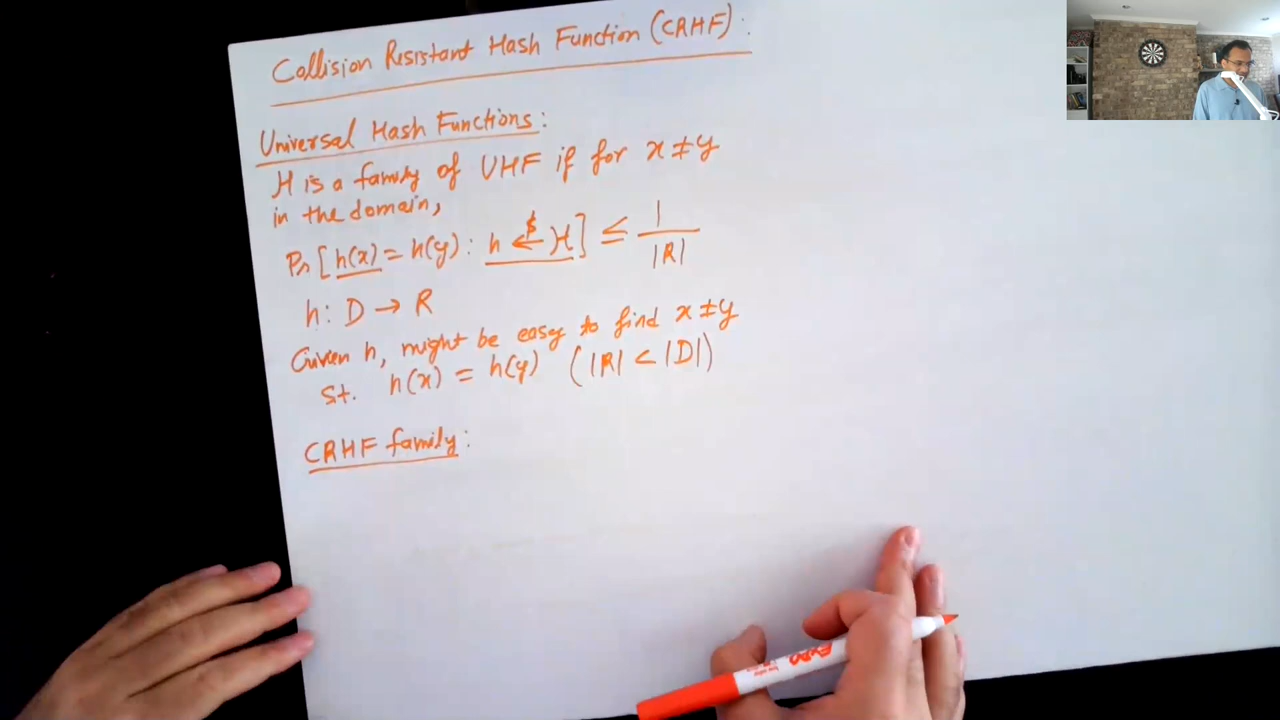 Collision Resistant Hash Function (CRHF):
Universal Hash Functions:
H is a family of UHF if for x ≠ y
in the domain,
Pr [h(x) = h(y) : h ←$ H] ≤ 1/|R|
h: D → R
Given h, might be easy to find x ≠ y
s.t. h(x) = h(y) (|R| < |D|)
CRHF family:
EXPO